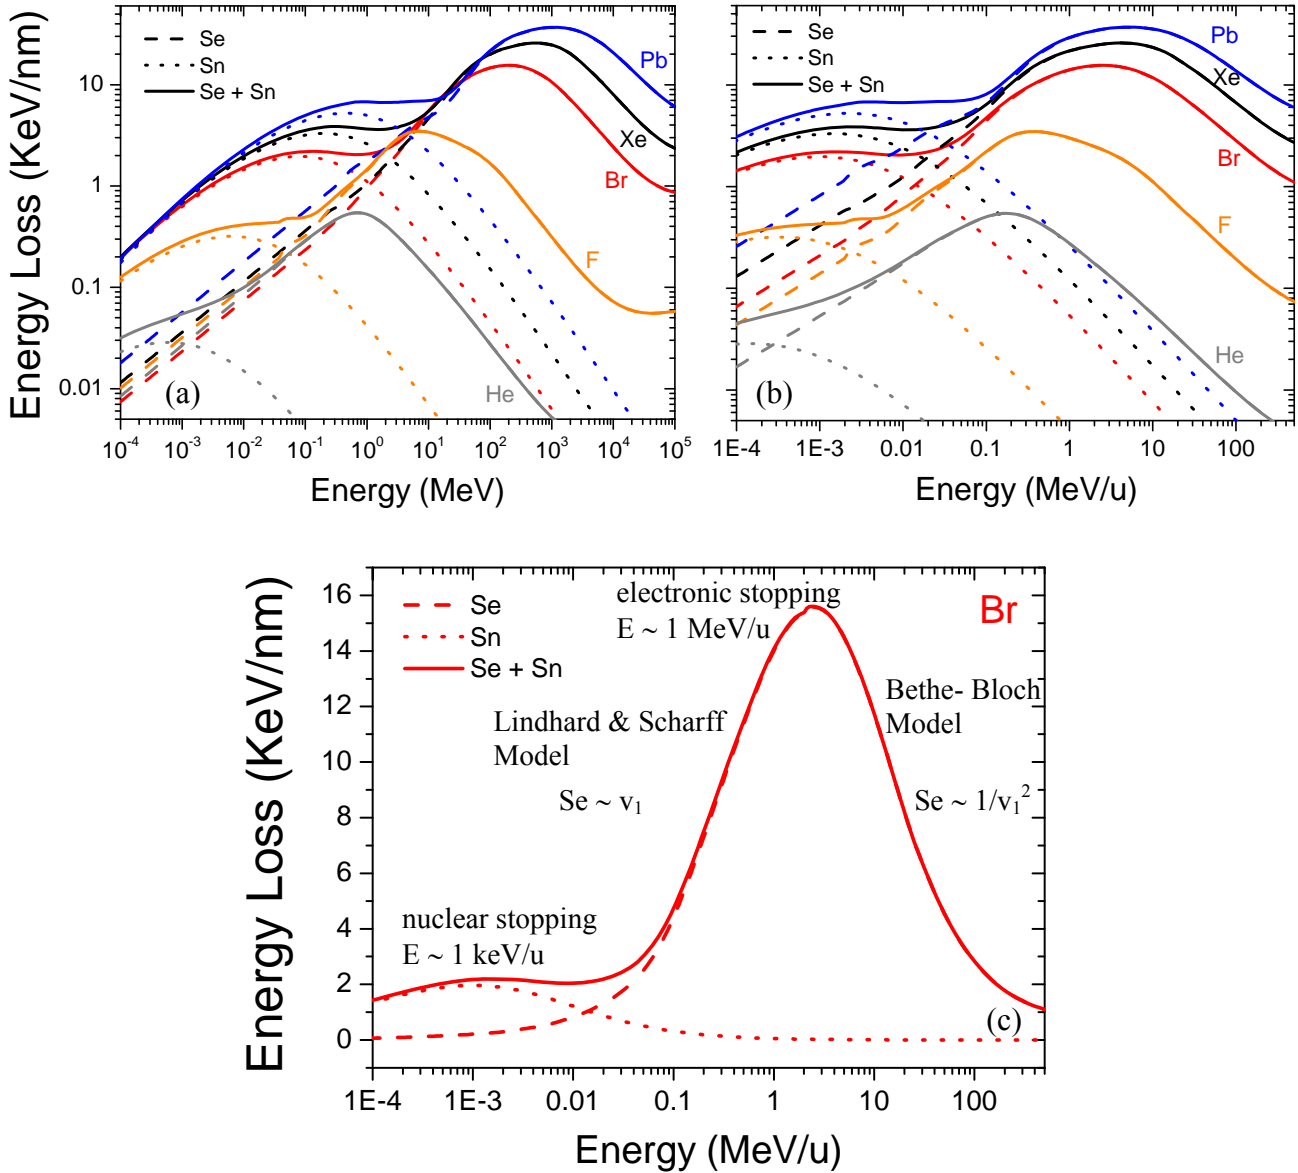 Energy Loss (KeV/nm)
10
1
0.1
0.01
Se
Sn
Se + Sn
Pb
Xe
Br
F
He
(a)
10⁻⁴ 10⁻³ 10⁻² 10⁻¹ 10⁰ 10¹ 10² 10³ 10⁴ 10⁵
Energy (MeV)
Se
Sn
Se + Sn
Pb
Xe
Br
F
He
(b)
1E-4 1E-3 0.01 0.1 1 10 100
Energy (MeV/u)
Energy Loss (KeV/nm)
16
14
12
10
8
6
4
2
0
Se
Sn
Se + Sn
electronic stopping
E ~ 1 MeV/u
Br
Lindhard & Scharff
Model
Se ~ v₁
Bethe- Bloch
Model
Se ~ 1/v₁²
nuclear stopping
E ~ 1 keV/u
(c)
1E-4 1E-3 0.01 0.1 1 10 100
Energy (MeV/u)